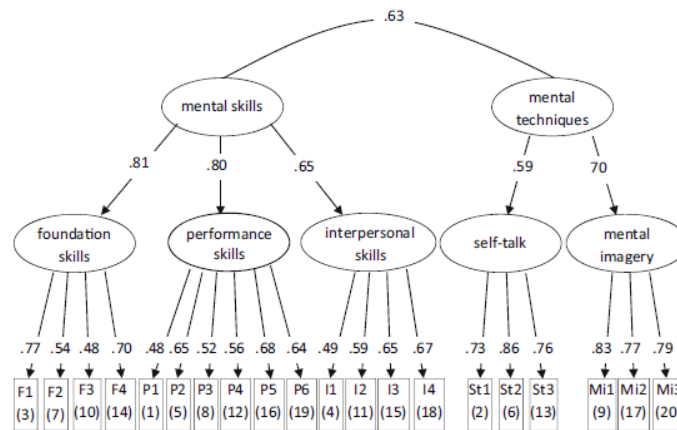 .63
mental skills
mental
techniques
.81
.80
.65
.59
70
foundation
skills
performance
skills
interpersonal
skills
self-talk
mental
imagery
.77 .54 .48 .70 .48 .65 .52 .56 .68 .64 .49 .59 .65 .67 .73 .86 .76 .83 .77 .79
F1 F2 F3 F4 P1 P2 P3 P4 P5 P6 I1 I2 I3 I4 St1 St2 St3 Mi1 Mi2 Mi3
(3) (7) (10) (14) (1) (5) (8) (12) (16) (19) (4) (11) (15) (18) (2) (6) (13) (9) (17) (20)